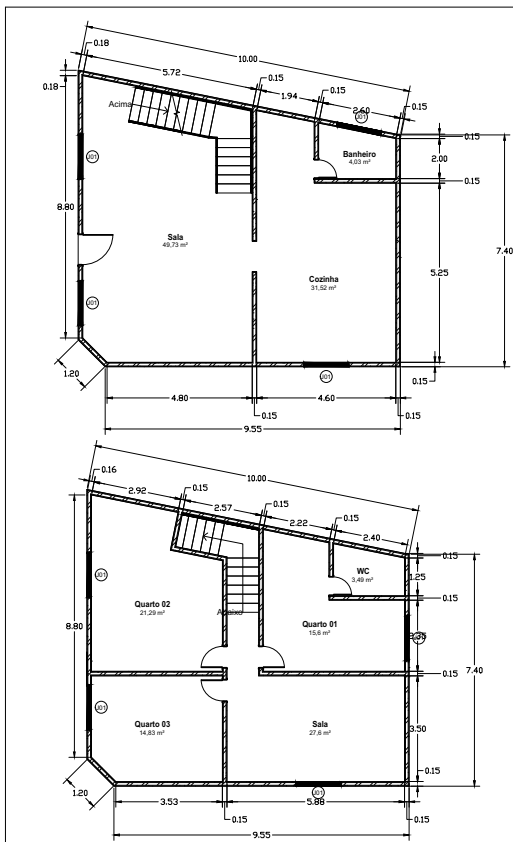 0.18
10.00
0.18
5.72
0.15
1.94
0.15
2.60
0.15
Acima
J01
0.15
Banheiro
4,03 m²
2.00
J01
0.15
8.80
Sala
49,73 m²
5.25
7.40
Cozinha
31,52 m²
J01
J01
1.20
0.15
4.80
4.60
0.15
0.15
9.55
0.16
10.00
2.92
0.15
2.57
0.15
2.22
0.15
2.40
0.15
WC
3,49 m²
1.25
J01
Quarto 02
21,29 m²
Abaixo
0.15
Quarto 01
15,6 m²
8.80
7.40
0.15
J01
Quarto 03
14,83 m²
Sala
27,6 m²
3.50
1.20
0.15
J01
3.53
5.88
0.15
0.15
9.55